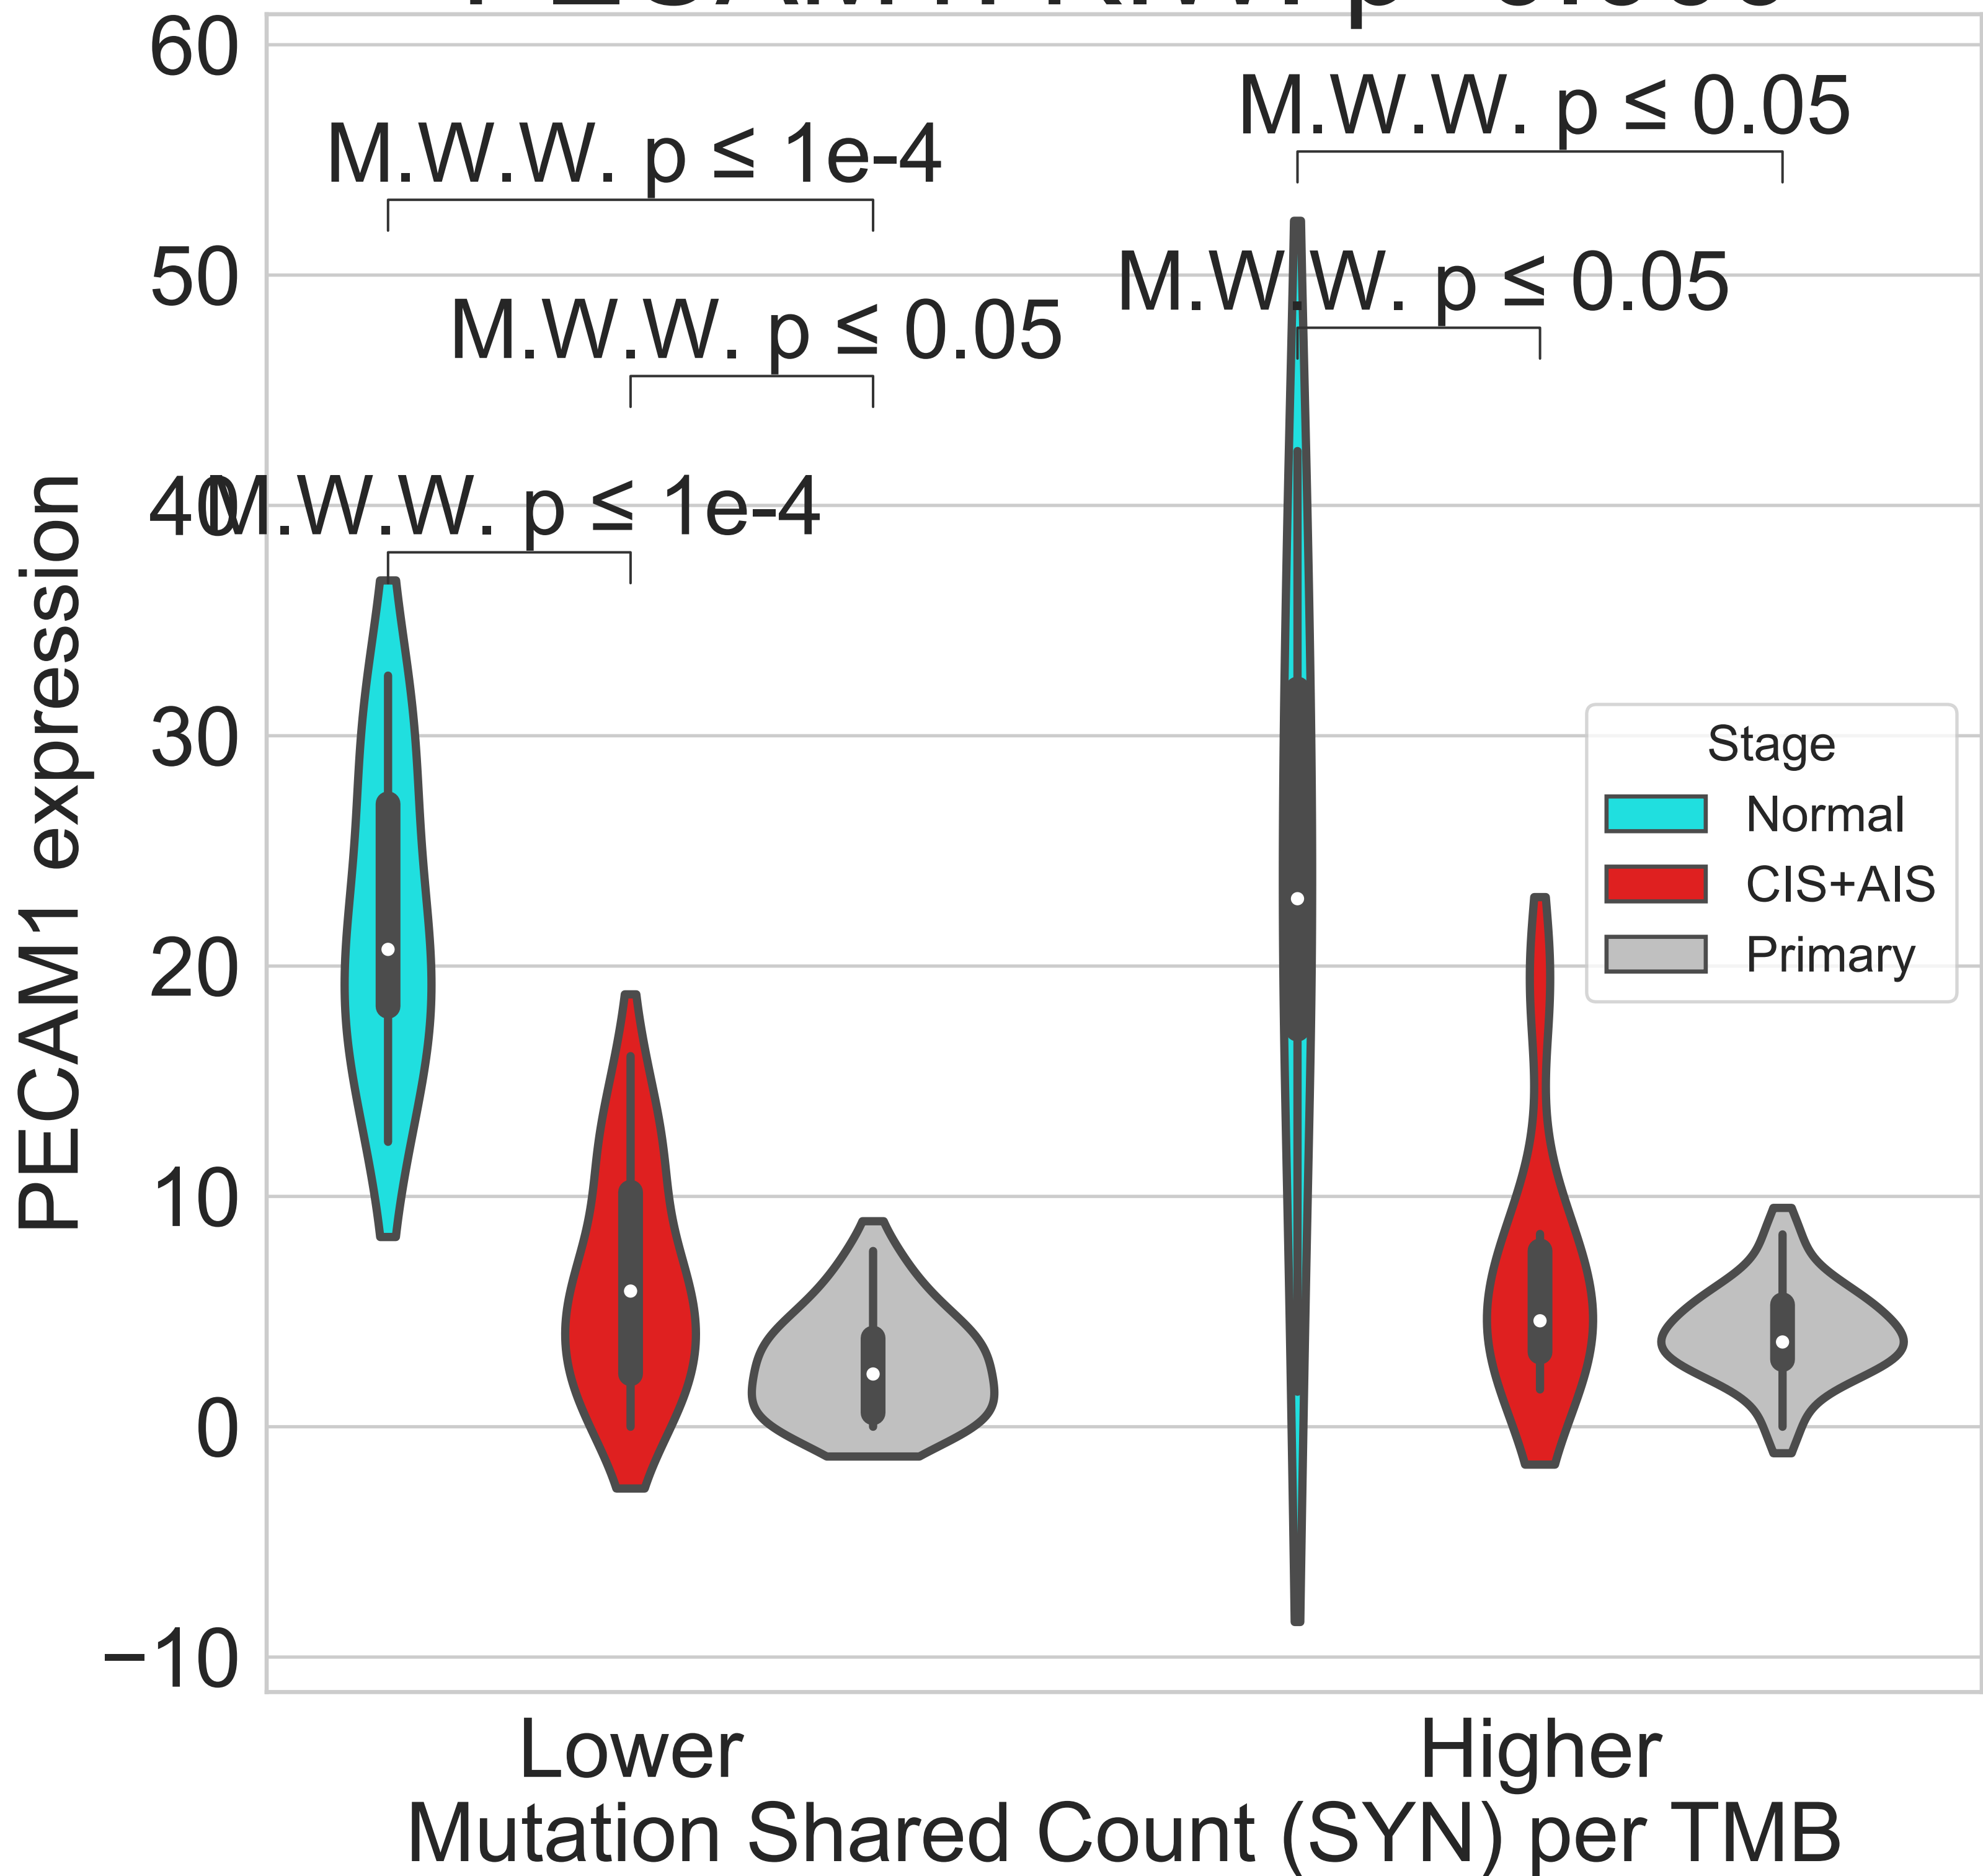 60
M.W.W. p ≤ 0.05
M.W.W. p ≤ 1e-4
50
M.W.W. p ≤ 0.05
M.W.W. p ≤ 0.05
40
M.W.W. p ≤ 1e-4
PECAM1 expression
30
Stage
Normal
CIS+AIS
Primary
20
10
0
−10
Lower
Higher
Mutation Shared Count (SYN) per TMB